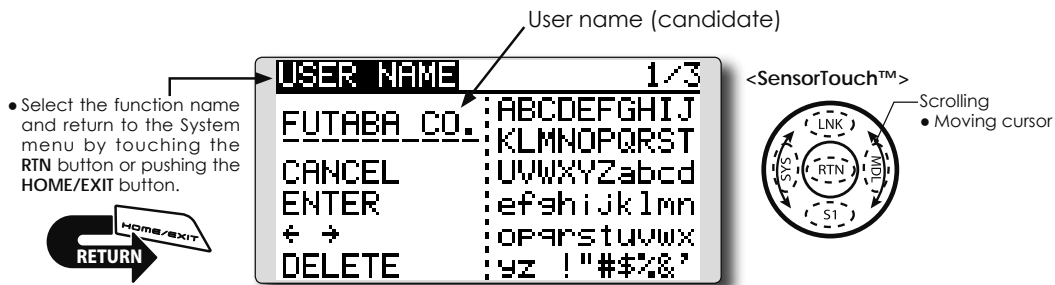 User name (candidate)
● Select the function name
and return to the System
menu by touching the
RTN button or pushing the
HOME/EXIT button.
HOME/EXIT
RETURN
USER NAME 1/3
FUTABA CO.
CANCEL
ENTER
← →
DELETE
ABCDEFGHIJ
KLMNOPQRST
UVWXYZabcd
efghijklmn
opqrstuvwx
yz !"#$%&'
<SensorTouch™>
LNK
SYS
RTN
MDL
S1
Scrolling
● Moving cursor